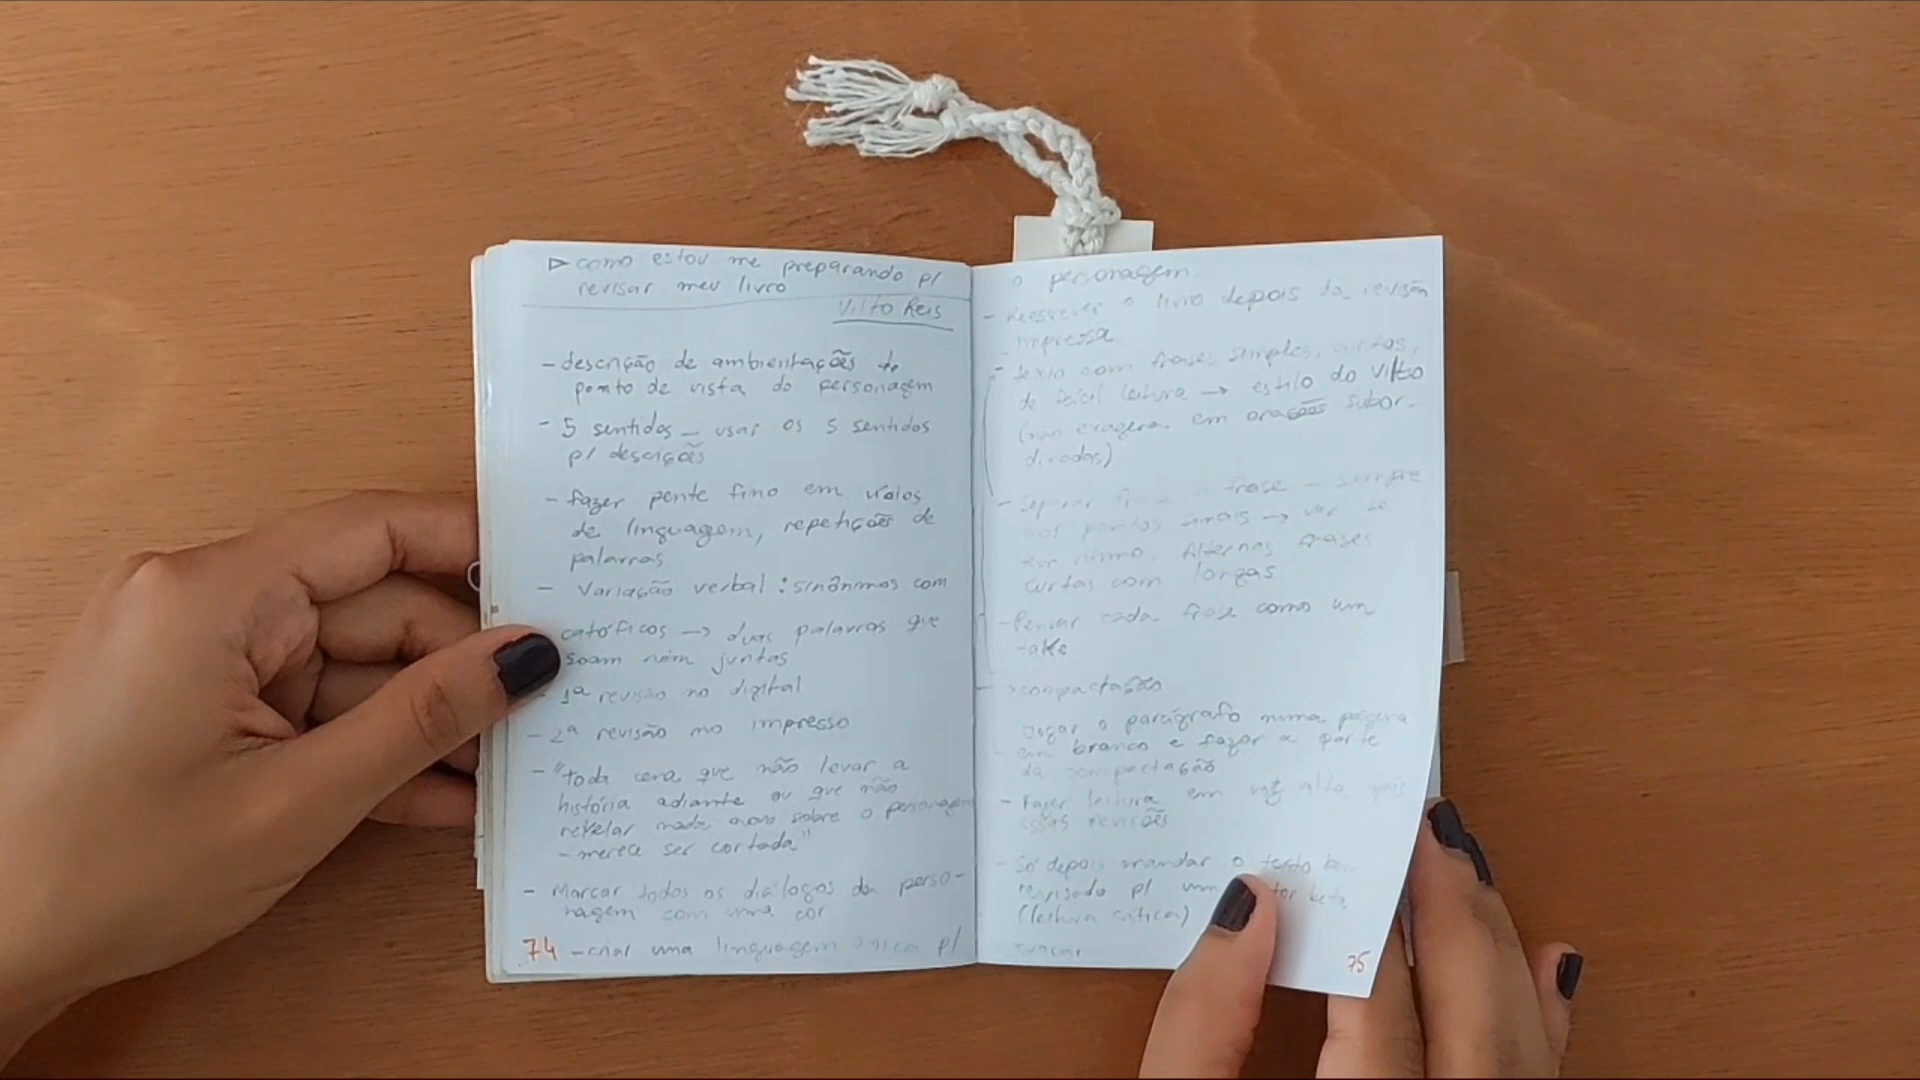 ▷ como estou me preparando p/
revisar meu livro
Vilto Reis
- descrição de ambientações do
ponto de vista do personagem
- 5 sentidos - usar os 5 sentidos
p/ descrições
- fazer pente fino em vícios
de linguagem, repetições de
palavras
- Variação verbal : sinônimos com
catóficos → duas palavras que
soam ruim juntas
- 1ª revisão no digital
- 2ª revisão no impresso
- "toda cena que não levar a
história adiante ou que não
revelar nada novo sobre o personagem
- merece ser cortada"
- Marcar todos os diálogos da perso-
nagem com uma cor
74 - criar uma linguagem única p/
o personagem
- Reescrever o livro depois da revisão
impressa
- texto com frases simples, curtas,
de fácil leitura → estilo do Vilto
(não exagerar em orações subor-
dinadas)
- Separar frase a frase - sempre
nos pontos finais → ver se
tem ritmo. Alternar frases
curtas com longas
- Pensar cada frase como um
take
compactação
Jogar o parágrafo numa página
em branco e fazer a parte
da compactação
- Fazer leitura em voz alta pós
essas revisões
- Só depois mandar o texto
revisado p/ um beta
(leitura crítica)
75